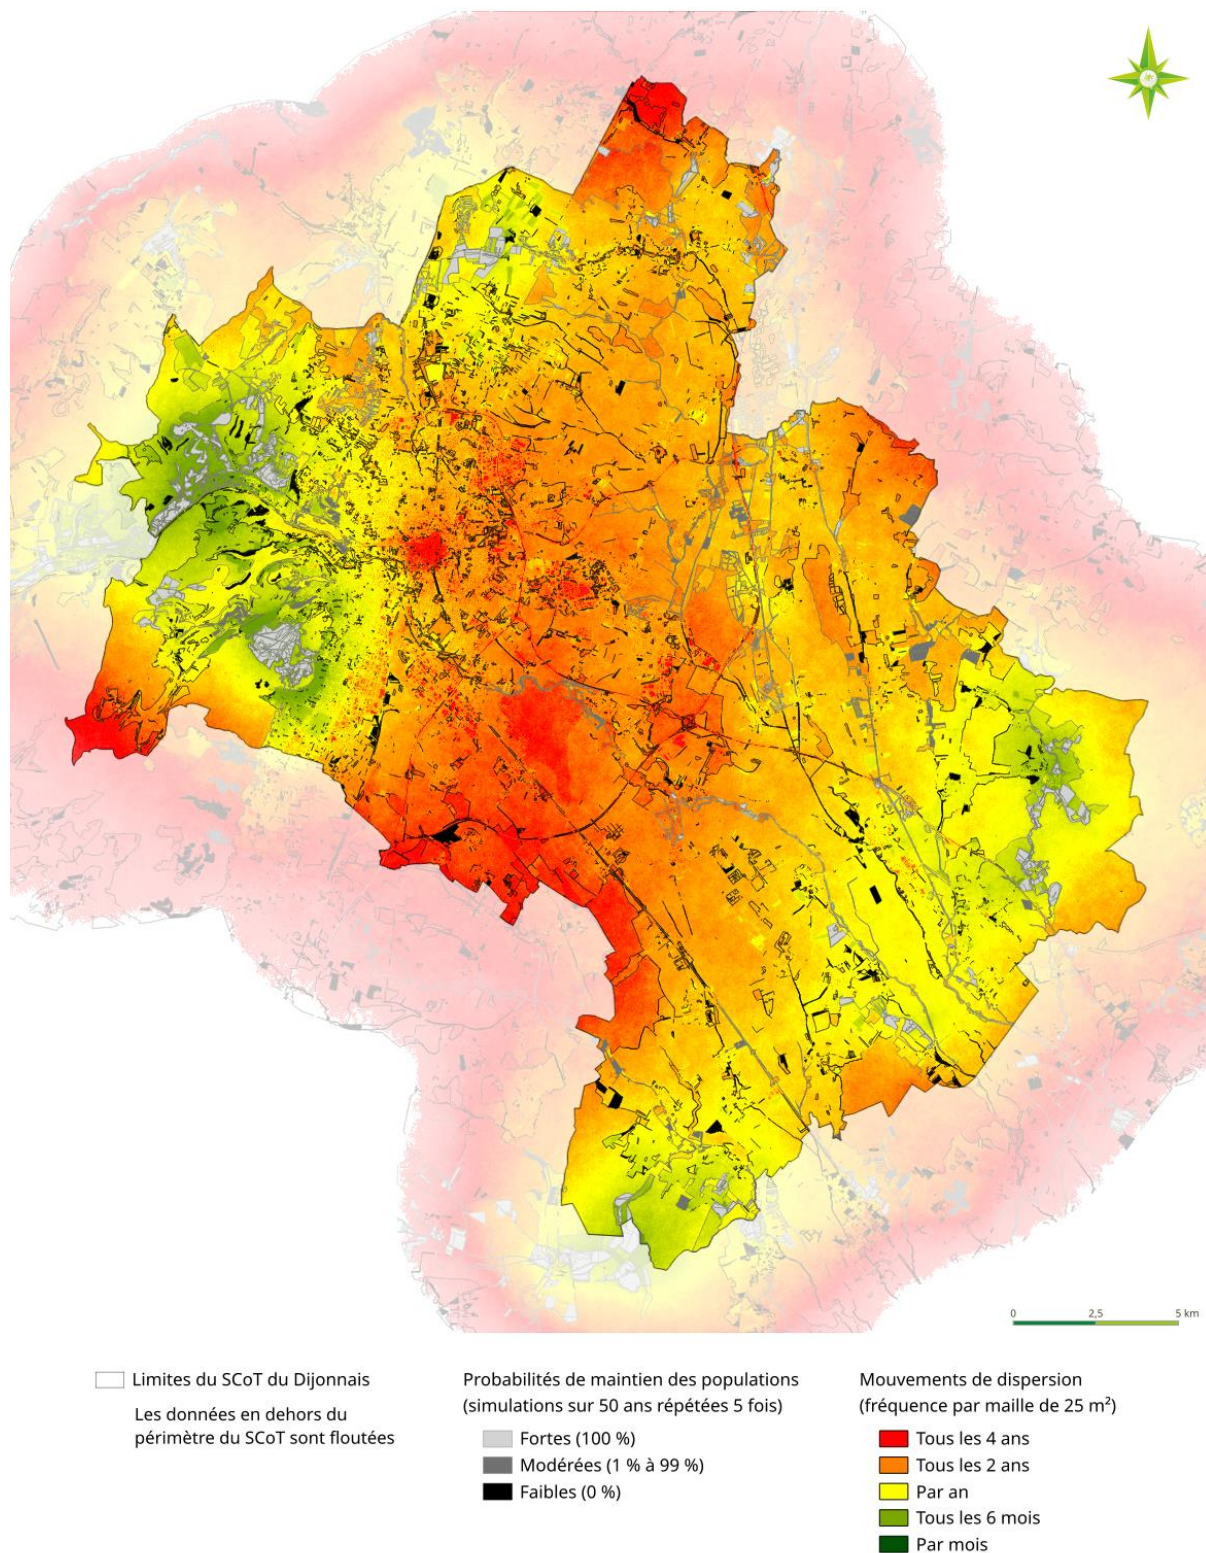 0 2,5 5 km
Limites du SCoT du Dijonnais
Les données en dehors du
périmètre du SCoT sont floutées
Probabilités de maintien des populations
(simulations sur 50 ans répétées 5 fois)
Fortes (100 %)
Modérées (1 % à 99 %)
Faibles (0 %)
Mouvements de dispersion
(fréquence par maille de 25 m²)
Tous les 4 ans
Tous les 2 ans
Par an
Tous les 6 mois
Par mois